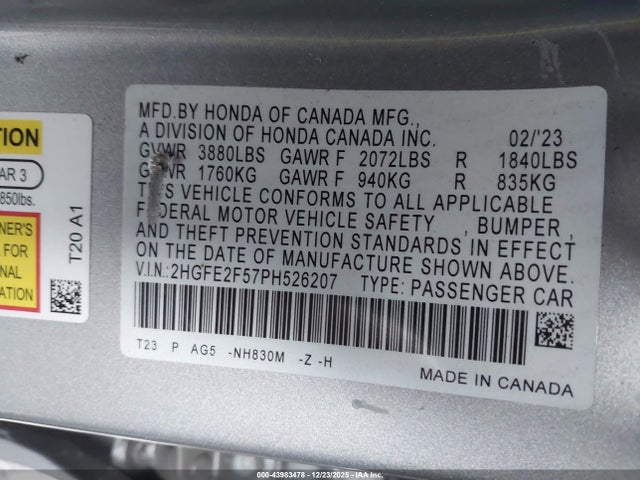 MFD.BY HONDA OF CANADA MFG.,
A DIVISION OF HONDA CANADA INC. 02/'23
GVWR 3880LBS GAWR F 2072LBS R 1840LBS
GVWR 1760KG GAWR F 940KG R 835KG
THIS VEHICLE CONFORMS TO ALL APPLICABLE
FEDERAL MOTOR VEHICLE SAFETY , BUMPER ,
AND THEFT PREVENTION STANDARDS IN EFFECT
ON THE DATE OF MANUFACTURE SHOWN ABOVE.
V.I.N.: 2HGFE2F57PH526207 TYPE: PASSENGER CAR
T23 P AG5 -NH830M -Z -H
MADE IN CANADA
TION
AR 3
850lbs.
NER'S
FOR
NAL
ATION
T20 A1
000-43983478 - 12/23/2025 - IAAI.COM